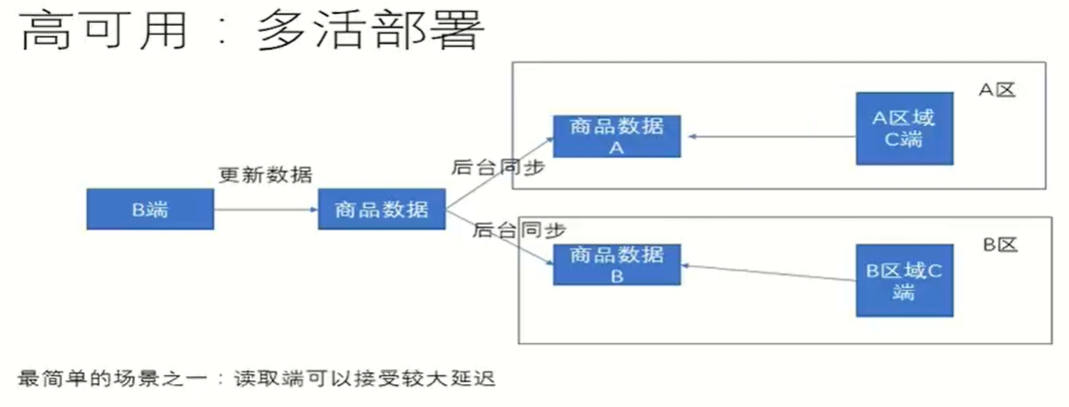 高可用：多活部署
A区
商品数据
A
A区域
C端
后台同步
更新数据
B端
商品数据
后台同步
B区
商品数据
B
B区域C
端
最简单的场景之一：读取端可以接受较大延迟